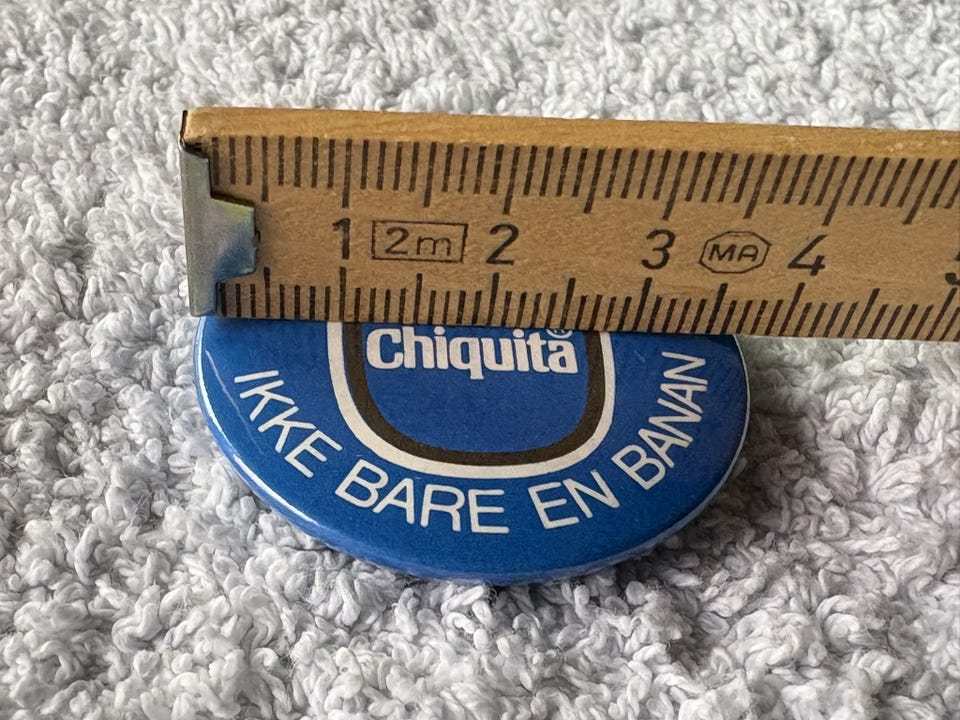 1 2m 2 3 MA 4
Chiquita®
IKKE BARE EN BANAN